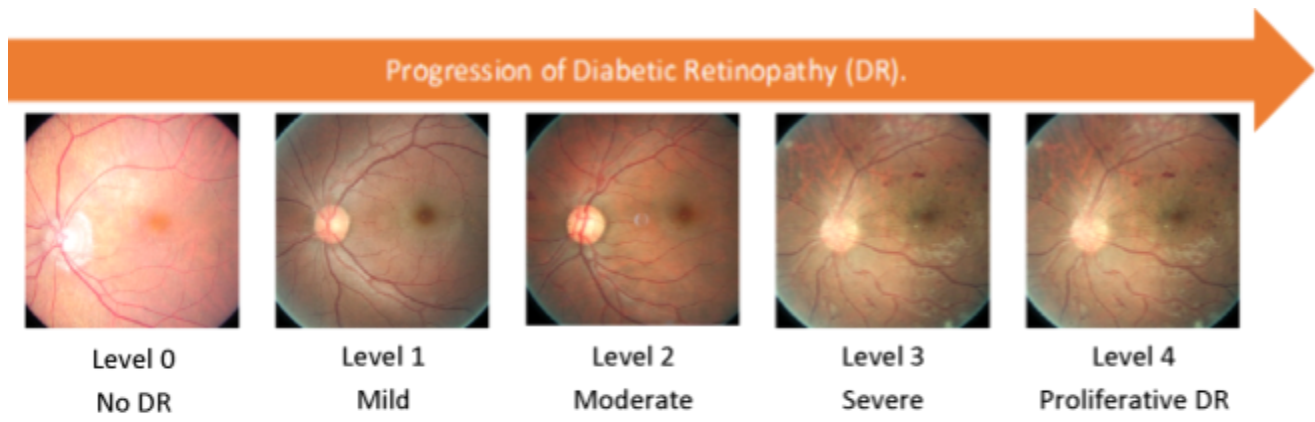 Progression of Diabetic Retinopathy (DR).
Level 0
No DR
Level 1
Mild
Level 2
Moderate
Level 3
Severe
Level 4
Proliferative DR